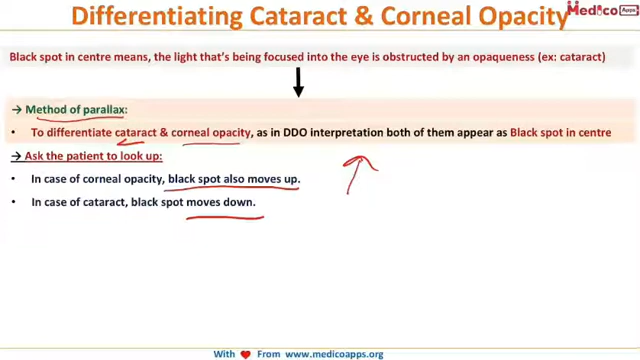 Differentiating Cataract & Corneal Opacity
Medico Apps
Black spot in centre means, the light that's being focused into the eye is obstructed by an opaqueness (ex: cataract)
→ Method of parallax:
• To differentiate cataract & corneal opacity, as in DDO interpretation both of them appear as Black spot in centre
→ Ask the patient to look up:
• In case of corneal opacity, black spot also moves up.
• In case of cataract, black spot moves down.
With ♥ From www.medicoapps.org